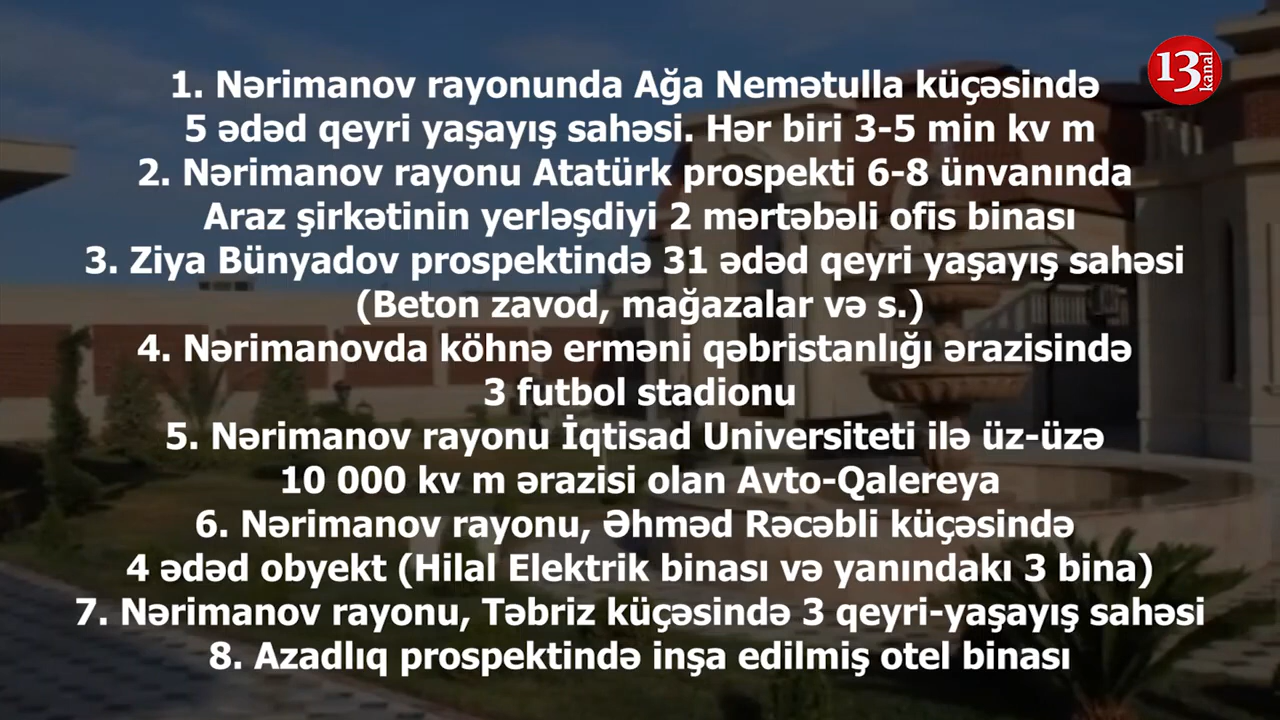 13 kanal
1. Nərimanov rayonunda Ağa Nemətulla küçəsində
5 ədəd qeyri yaşayış sahəsi. Hər biri 3-5 min kv m
2. Nərimanov rayonu Atatürk prospekti 6-8 ünvanında
Araz şirkətinin yerləşdiyi 2 mərtəbəli ofis binası
3. Ziya Bünyadov prospektində 31 ədəd qeyri yaşayış sahəsi
(Beton zavod, mağazalar və s.)
4. Nərimanovda köhnə erməni qəbristanlığı ərazisində
3 futbol stadionu
5. Nərimanov rayonu İqtisad Universiteti ilə üz-üzə
10 000 kv m ərazisi olan Avto-Qalereya
6. Nərimanov rayonu, Əhməd Rəcəbli küçəsində
4 ədəd obyekt (Hilal Elektrik binası və yanındakı 3 bina)
7. Nərimanov rayonu, Təbriz küçəsində 3 qeyri-yaşayış sahəsi
8. Azadlıq prospektində inşa edilmiş otel binası